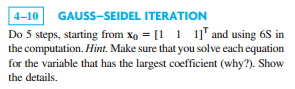 4–10 GAUSS–SEIDEL ITERATION
Do 5 steps, starting from x₀ = [1 1 1]ᵀ and using 6S in
the computation. Hint. Make sure that you solve each equation
for the variable that has the largest coefficient (why?). Show
the details.